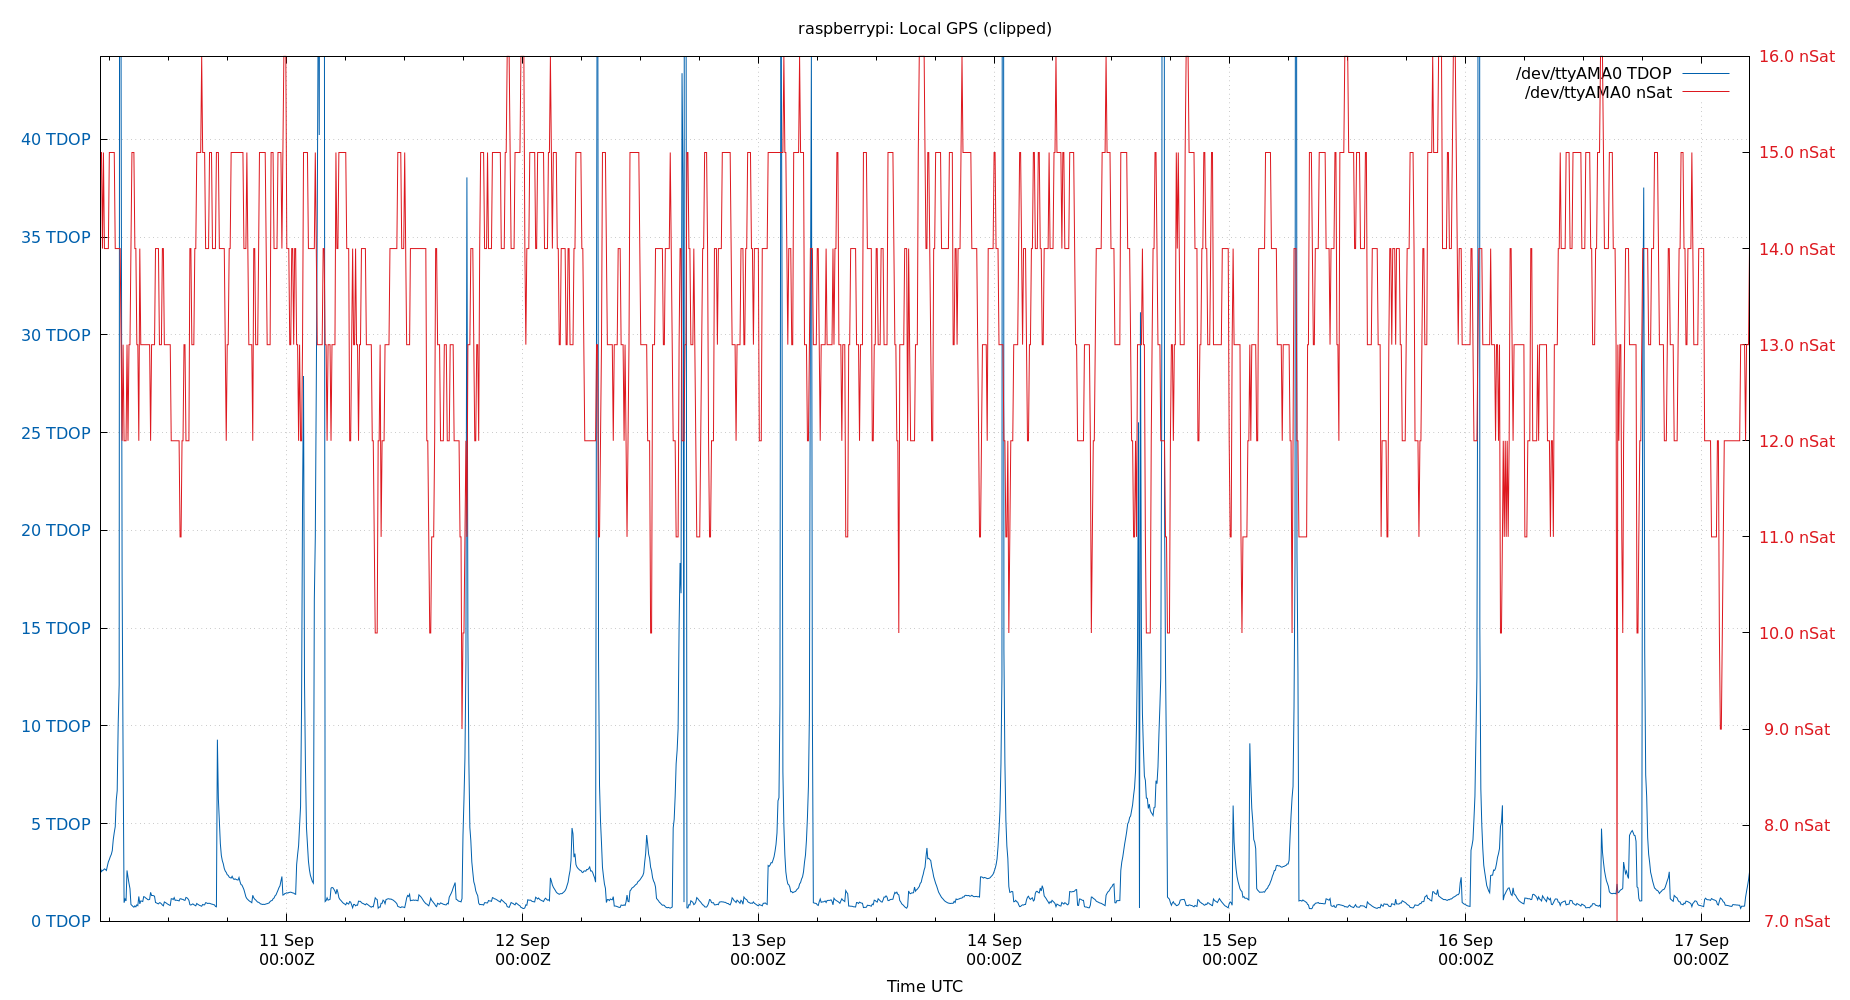 raspberrypi: Local GPS (clipped)
/dev/ttyAMA0 TDOP
/dev/ttyAMA0 nSat
40 TDOP
35 TDOP
30 TDOP
25 TDOP
20 TDOP
15 TDOP
10 TDOP
5 TDOP
0 TDOP
16.0 nSat
15.0 nSat
14.0 nSat
13.0 nSat
12.0 nSat
11.0 nSat
10.0 nSat
9.0 nSat
8.0 nSat
7.0 nSat
11 Sep
00:00Z
12 Sep
00:00Z
13 Sep
00:00Z
14 Sep
00:00Z
15 Sep
00:00Z
16 Sep
00:00Z
17 Sep
00:00Z
Time UTC